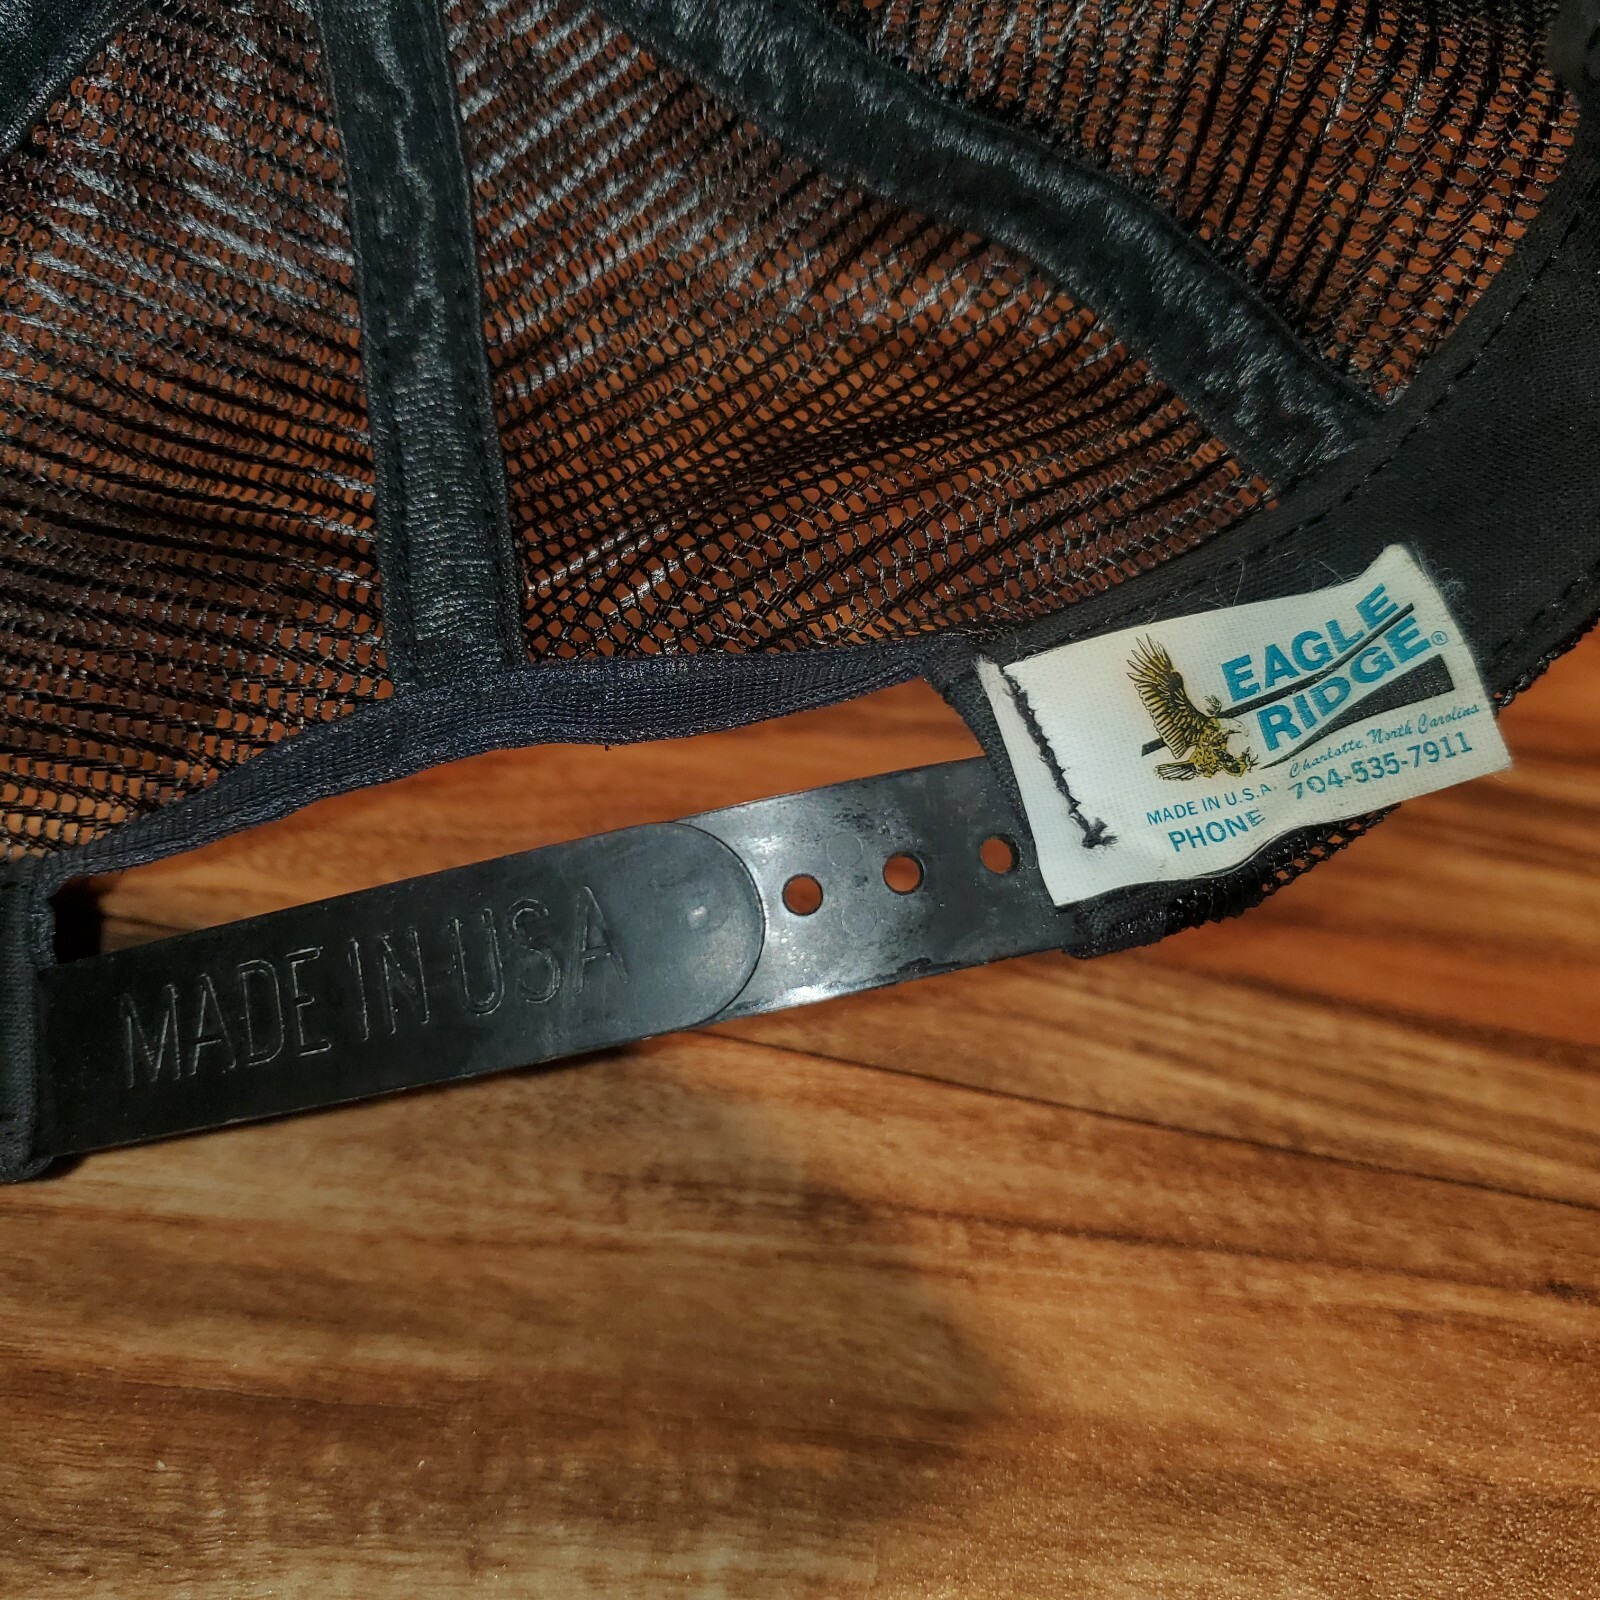 EAGLE
RIDGE®
Charlotte, North Carolina
MADE IN U.S.A.
PHONE 704-535-7911
MADE IN USA